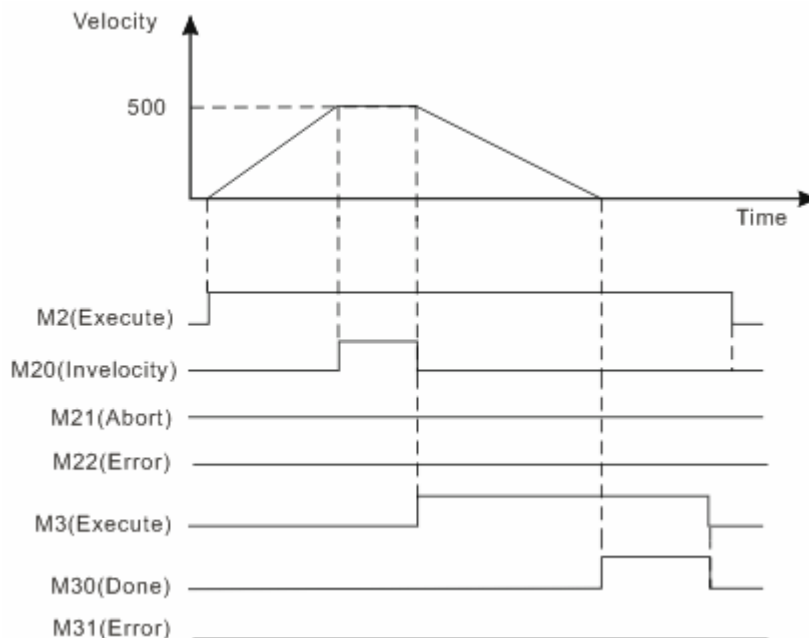 Velocity
500
Time
M2(Execute)
M20(Invelocity)
M21(Abort)
M22(Error)
M3(Execute)
M30(Done)
M31(Error)